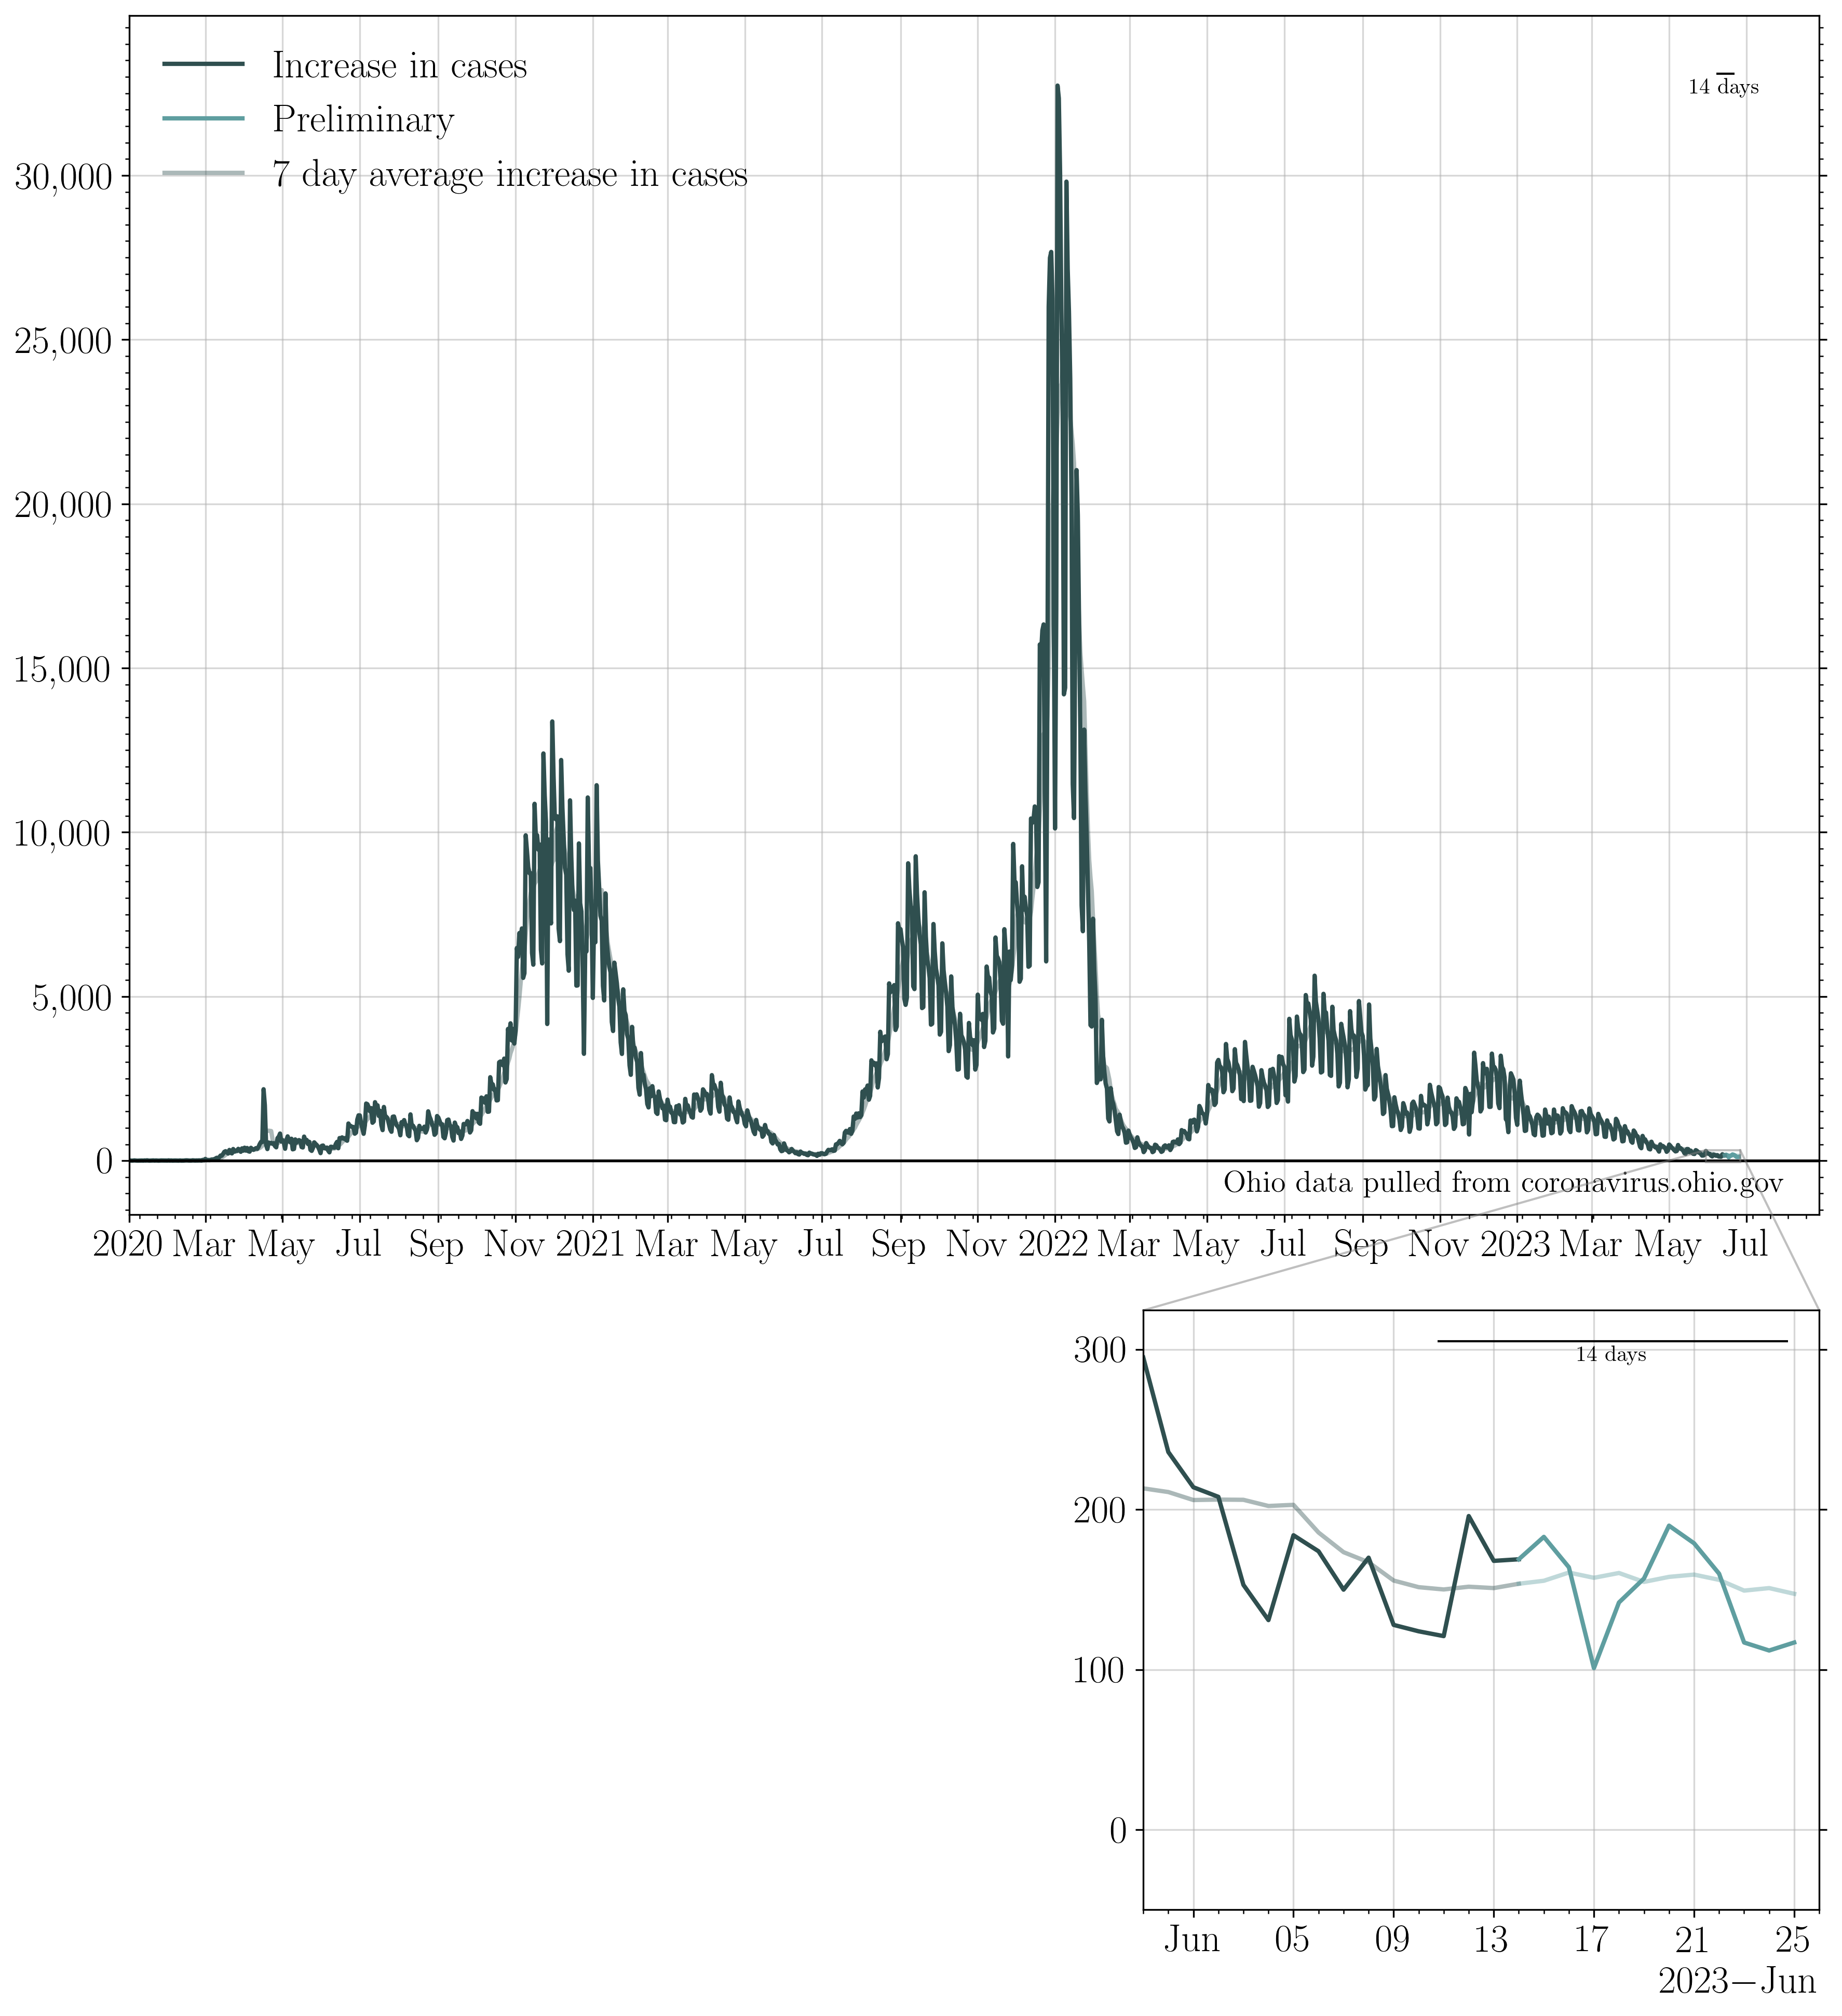 Increase in cases
Preliminary
7 day average increase in cases
14 days
30,000
25,000
20,000
15,000
10,000
5,000
0
Ohio data pulled from coronavirus.ohio.gov
2020 Mar May Jul Sep Nov 2021 Mar May Jul Sep Nov 2022 Mar May Jul Sep Nov 2023 Mar May Jul
300
14 days
200
100
0
Jun 05 09 13 17 21 25
2023−Jun